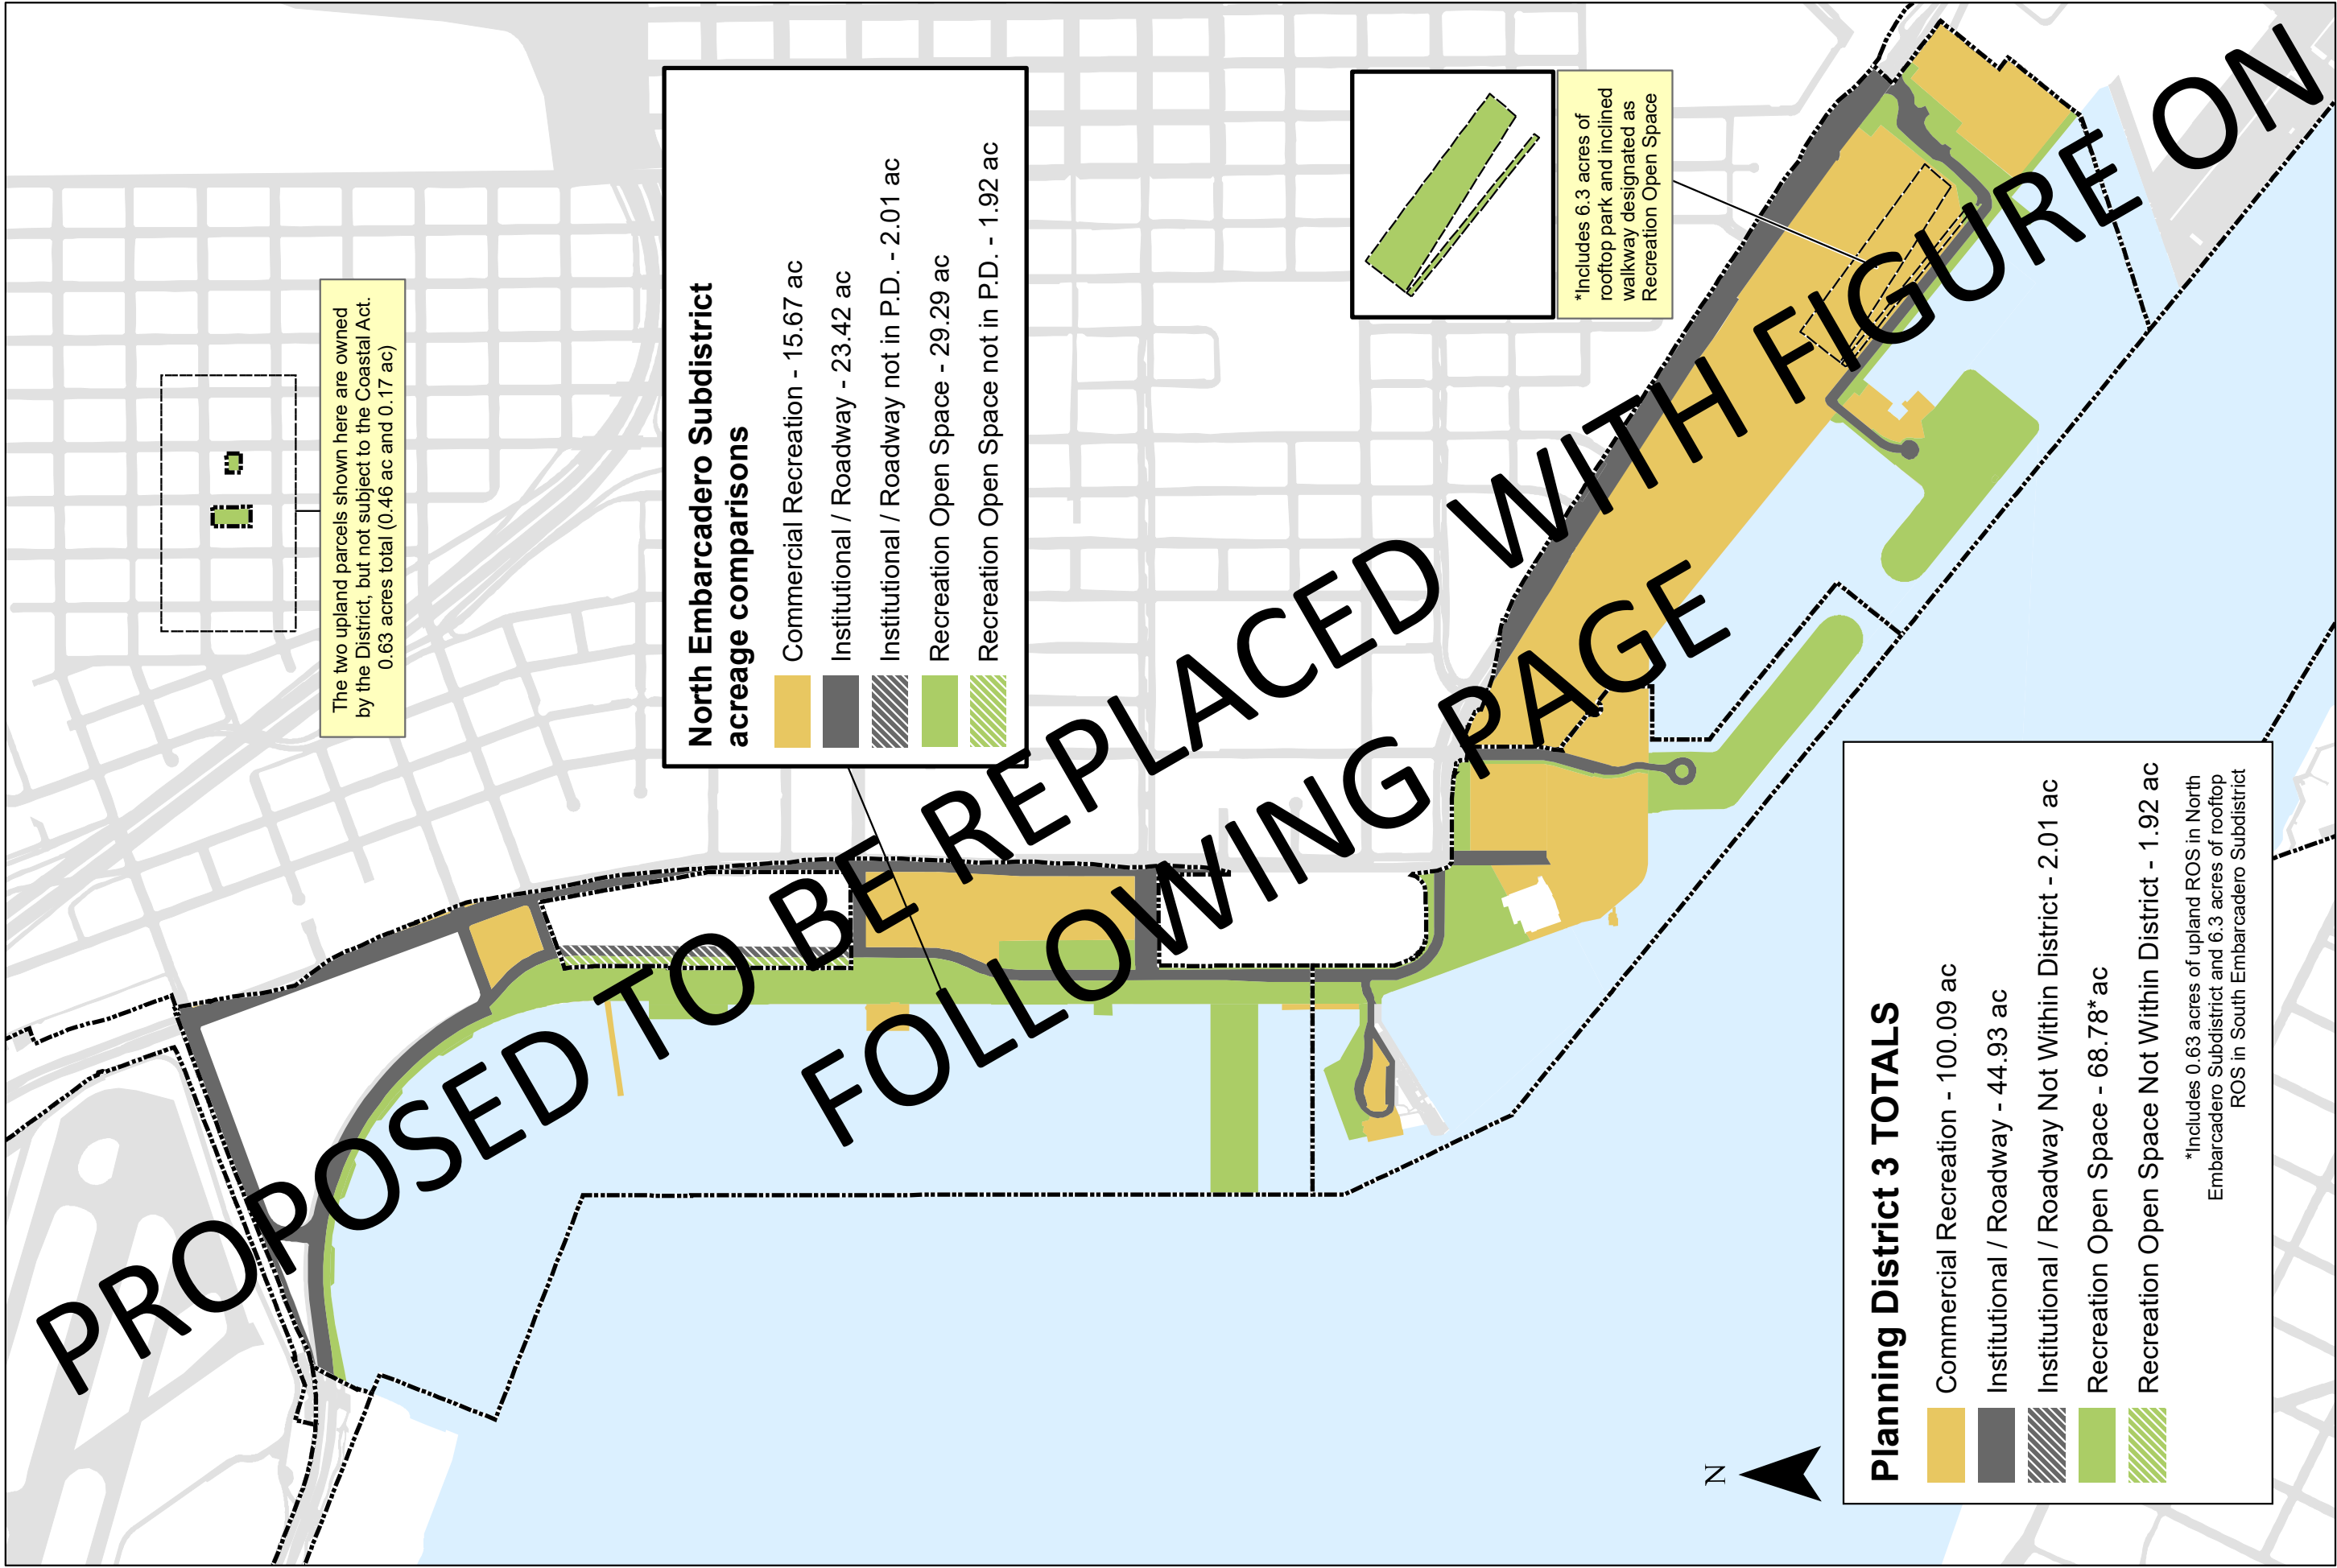 The two upland parcels shown here are owned
by the District, but not subject to the Coastal Act.
0.63 acres total (0.46 ac and 0.17 ac)
North Embarcadero Subdistrict
acreage comparisons
Commercial Recreation - 15.67 ac
Institutional / Roadway - 23.42 ac
Institutional / Roadway not in P.D. - 2.01 ac
Recreation Open Space - 29.29 ac
Recreation Open Space not in P.D. - 1.92 ac
*Includes 6.3 acres of
rooftop park and inclined
walkway designated as
Recreation Open Space
PROPOSED TO BE REPLACED WITH FIGURE ON
FOLLOWING PAGE
N
Planning District 3 TOTALS
Commercial Recreation - 100.09 ac
Institutional / Roadway - 44.93 ac
Institutional / Roadway Not Within District - 2.01 ac
Recreation Open Space - 68.78* ac
Recreation Open Space Not Within District - 1.92 ac
*Includes 0.63 acres of upland ROS in North
Embarcadero Subdistrict and 6.3 acres of rooftop
ROS in South Embarcadero Subdistrict